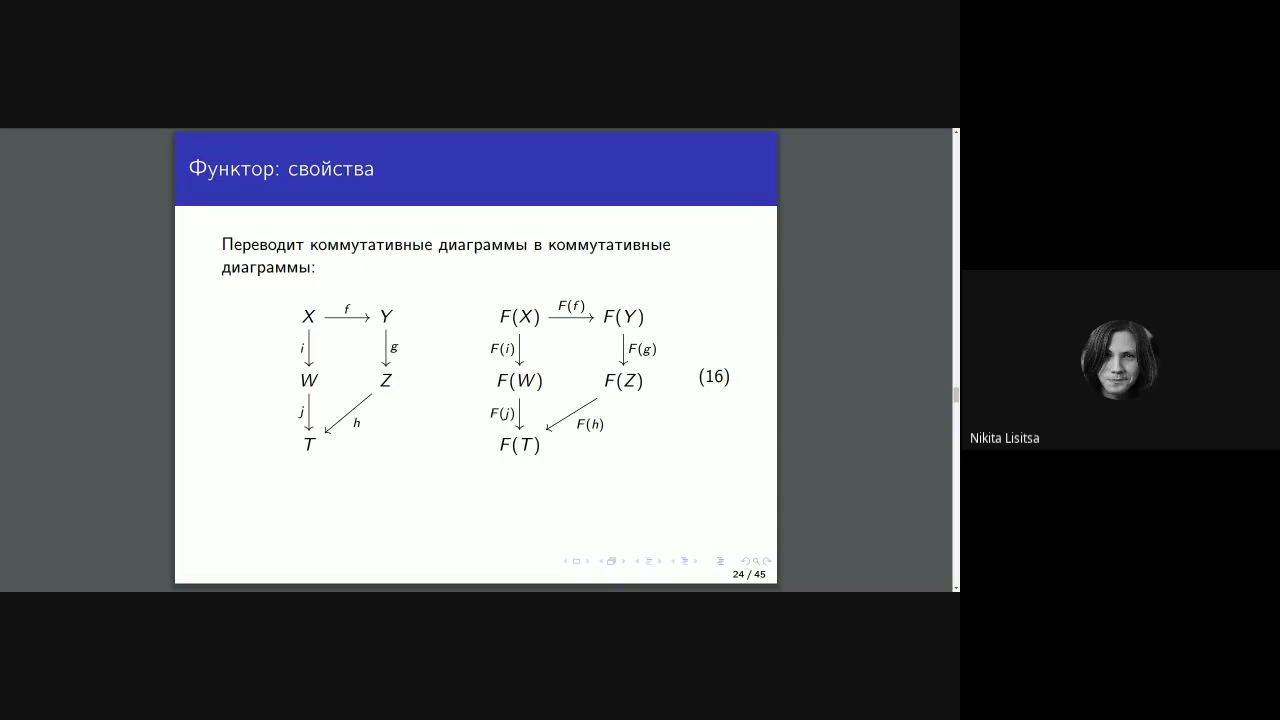 Функтор: свойства
Переводит коммутативные диаграммы в коммутативные
диаграммы:
X f Y F(X) F(f) F(Y)
i g F(i) F(g)
W Z F(W) F(Z) (16)
j h F(j) F(h)
T F(T)
24 / 45
Nikita Lisitsa